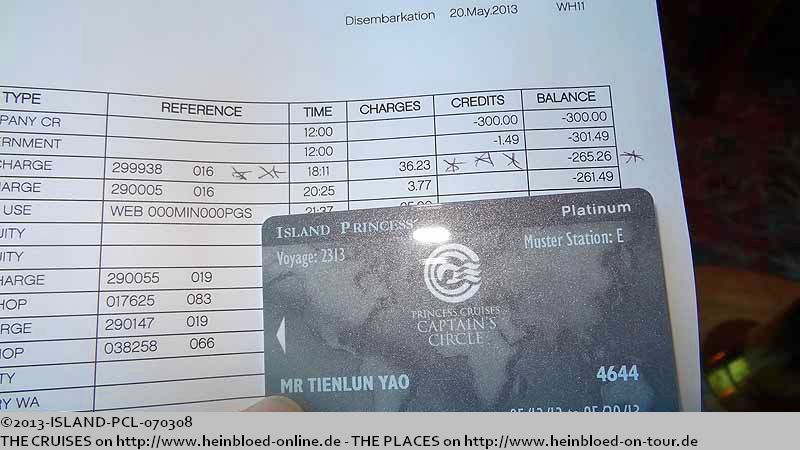 Disembarkation 20.May.2013 WH11
TYPE REFERENCE TIME CHARGES CREDITS BALANCE
PANY CR 12:00 -300.00 -300.00
ERNMENT 12:00 -1.49 -301.49
CHARGE 299938 016 18:11 36.23 -265.26
ARGE 290005 016 20:25 3.77 -261.49
USE WEB 000MIN000PGS 21:37
UITY
UITY
HARGE 290055 019
HOP 017625 083
RGE 290147 019
OP 038258 066
TY
RY WA
ISLAND PRINCESS Platinum
Voyage: 2313 Muster Station: E
PRINCESS CRUISES
CAPTAIN'S
CIRCLE
MR TIENLUN YAO 4644
©2013-ISLAND-PCL-070308
THE CRUISES on http://www.heinbloed-online.de - THE PLACES on http://www.heinbloed-on-tour.de